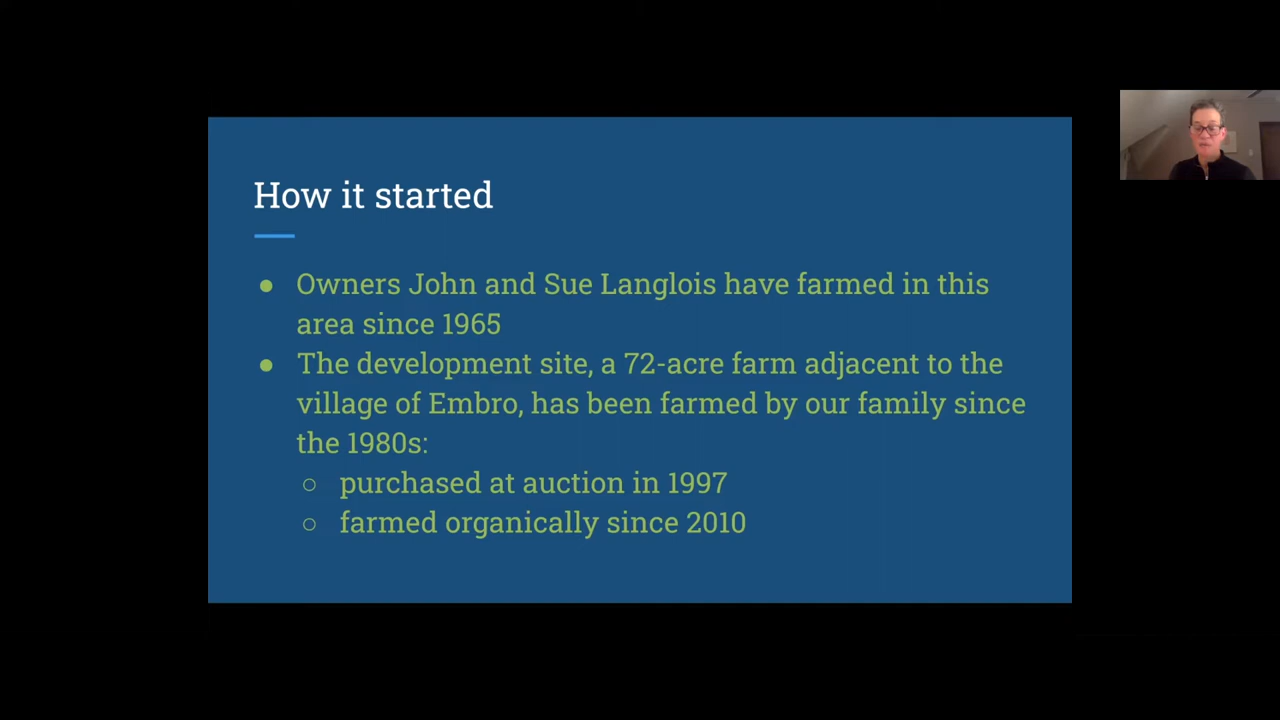 How it started
● Owners John and Sue Langlois have farmed in this
area since 1965
● The development site, a 72-acre farm adjacent to the
village of Embro, has been farmed by our family since
the 1980s:
○ purchased at auction in 1997
○ farmed organically since 2010